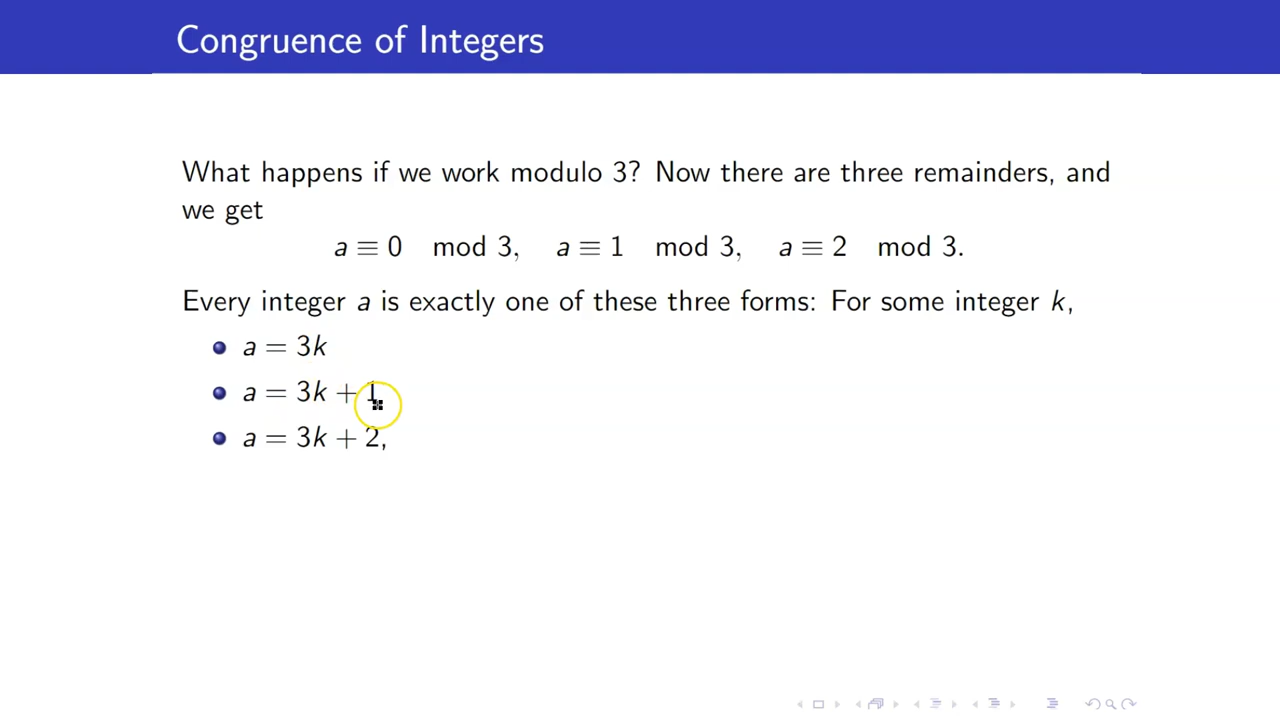 Congruence of Integers
What happens if we work modulo 3? Now there are three remainders, and
we get
a ≡ 0 mod 3, a ≡ 1 mod 3, a ≡ 2 mod 3.
Every integer a is exactly one of these three forms: For some integer k,
a = 3k
a = 3k + 1
a = 3k + 2,